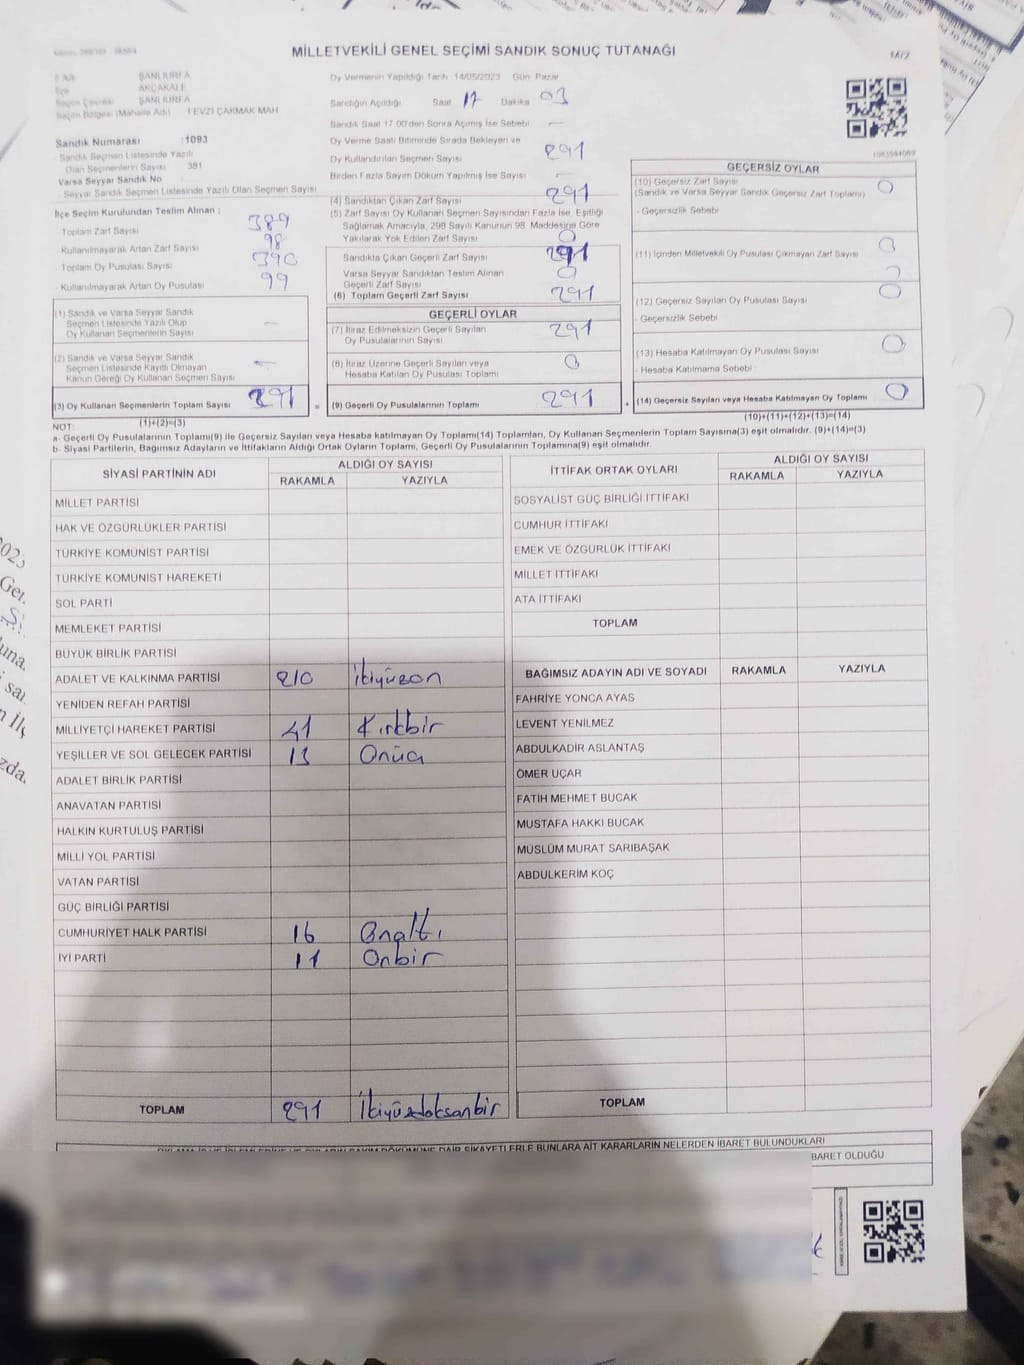 MİLLETVEKİLİ GENEL SEÇİMİ SANDIK SONUÇ TUTANAĞI
ŞANLIURFA
İlçe AKÇAKALE
Seçim Çevresi ŞANLIURFA
Seçim Bölgesi (Mahalle Adı) FEVZİ ÇAKMAK MAH
Sandık Numarası :1093
Sandık Seçmen Listesinde Yazılı
Olan Seçmenlerin Sayısı 381
Varsa Seyyar Sandık No
Seyyar Sandık Seçmen Listesinde Yazılı Olan Seçmen Sayısı
İlçe Seçim Kurulundan Teslim Alınan :
- Toplam Zarf Sayısı 389
- Kullanılmayarak Artan Zarf Sayısı 98
- Toplam Oy Pusulası Sayısı 390
- Kullanılmayarak Artan Oy Pusulası 99
(1) Sandık ve Varsa Seyyar Sandık
Seçmen Listesinde Yazılı Olup
Oy Kullanan Seçmenlerin Sayısı —
(2) Sandık ve Varsa Seyyar Sandık
Seçmen Listesinde Kayıtlı Olmayan
Kanun Gereği Oy Kullanan Seçmen Sayısı —
(3) Oy Kullanan Seçmenlerin Toplam Sayısı 291
(1)+(2)=(3)
Oy Vermenin Yapıldığı Tarih :14/05/2023 Gün Pazar
Sandığın Açıldığı Saat 17 Dakika 03
Sandık Saat 17:00'den Sonra Açılmış İse Sebebi —
Oy Verme Saati Bitiminde Sırada Bekleyen ve
Oy Kullandırılan Seçmen Sayısı 291
Birden Fazla Sayım Döküm Yapılmış İse Sayısı —
(4) Sandıktan Çıkan Zarf Sayısı 291
(5) Zarf Sayısı Oy Kullanan Seçmen Sayısından Fazla İse, Eşitliği
Sağlamak Amacıyla, 298 Sayılı Kanunun 98. Maddesine Göre
Yakılarak Yok Edilen Zarf Sayısı 0
Sandıkta Çıkan Geçerli Zarf Sayısı 291
Varsa Seyyar Sandıktan Teslim Alınan
Geçerli Zarf Sayısı 0
(6) Toplam Geçerli Zarf Sayısı 291
GEÇERLİ OYLAR
(7) İtiraz Edilmeksizin Geçerli Sayılan
Oy Pusulalarının Sayısı 291
(8) İtiraz Üzerine Geçerli Sayılan veya
Hesaba Katılan Oy Pusulası Toplamı 0
= (9) Geçerli Oy Pusulalarının Toplamı 291
GEÇERSİZ OYLAR
(10) Geçersiz Zarf Sayısı
(Sandık ve Varsa Seyyar Sandık Geçersiz Zarf Toplamı) 0
- Geçersizlik Sebebi
(11) İçinden Milletvekili Oy Pusulası Çıkmayan Zarf Sayısı 0
(12) Geçersiz Sayılan Oy Pusulası Sayısı 0
- Geçersizlik Sebebi
(13) Hesaba Katılmayan Oy Pusulası Sayısı 0
- Hesaba Katılmama Sebebi
+ (14) Geçersiz Sayılan veya Hesaba Katılmayan Oy Toplamı 0
(10)+(11)+(12)+(13)=(14)
NOT:
a- Geçerli Oy Pusulalarının Toplamı(9) ile Geçersiz Sayılan veya Hesaba katılmayan Oy Toplamı(14) Toplamları, Oy Kullanan Seçmenlerin Toplam Sayısına(3) eşit olmalıdır. (9)+(14)=(3)
b- Siyasi Partilerin, Bağımsız Adayların ve İttifakların Aldığı Ortak Oyların Toplamı, Geçerli Oy Pusulalarının Toplamına(9) eşit olmalıdır.
SİYASİ PARTİNİN ADI ALDIĞI OY SAYISI
RAKAMLA YAZIYLA
MİLLET PARTİSİ
HAK VE ÖZGÜRLÜKLER PARTİSİ
TÜRKİYE KOMÜNİST PARTİSİ
TÜRKİYE KOMÜNİST HAREKETİ
SOL PARTİ
MEMLEKET PARTİSİ
BÜYÜK BİRLİK PARTİSİ
ADALET VE KALKINMA PARTİSİ 210 İkiyüzon
YENİDEN REFAH PARTİSİ
MİLLİYETÇİ HAREKET PARTİSİ 41 Kırkbir
YEŞİLLER VE SOL GELECEK PARTİSİ 13 Onüç
ADALET BİRLİK PARTİSİ
ANAVATAN PARTİSİ
HALKIN KURTULUŞ PARTİSİ
MİLLİ YOL PARTİSİ
VATAN PARTİSİ
GÜÇ BİRLİĞİ PARTİSİ
CUMHURİYET HALK PARTİSİ 16 Onaltı
İYİ PARTİ 11 Onbir
TOPLAM 291 İkiyüzdoksanbir
İTTİFAK ORTAK OYLARI ALDIĞI OY SAYISI
RAKAMLA YAZIYLA
SOSYALİST GÜÇ BİRLİĞİ İTTİFAKI
CUMHUR İTTİFAKI
EMEK VE ÖZGÜRLÜK İTTİFAKI
MİLLET İTTİFAKI
ATA İTTİFAKI
TOPLAM
BAĞIMSIZ ADAYIN ADI VE SOYADI RAKAMLA YAZIYLA
FAHRİYE YONCA AYAS
LEVENT YENİLMEZ
ABDULKADİR ASLANTAŞ
ÖMER UÇAR
FATİH MEHMET BUCAK
MUSTAFA HAKKI BUCAK
MÜSLÜM MURAT SARIBAŞAK
ABDULKERİM KOÇ
TOPLAM
DAİR ŞİKAYETLERLE BUNLARA AİT KARARLARIN NELERDEN İBARET BULUNDUKLARI
BARET OLDUĞU